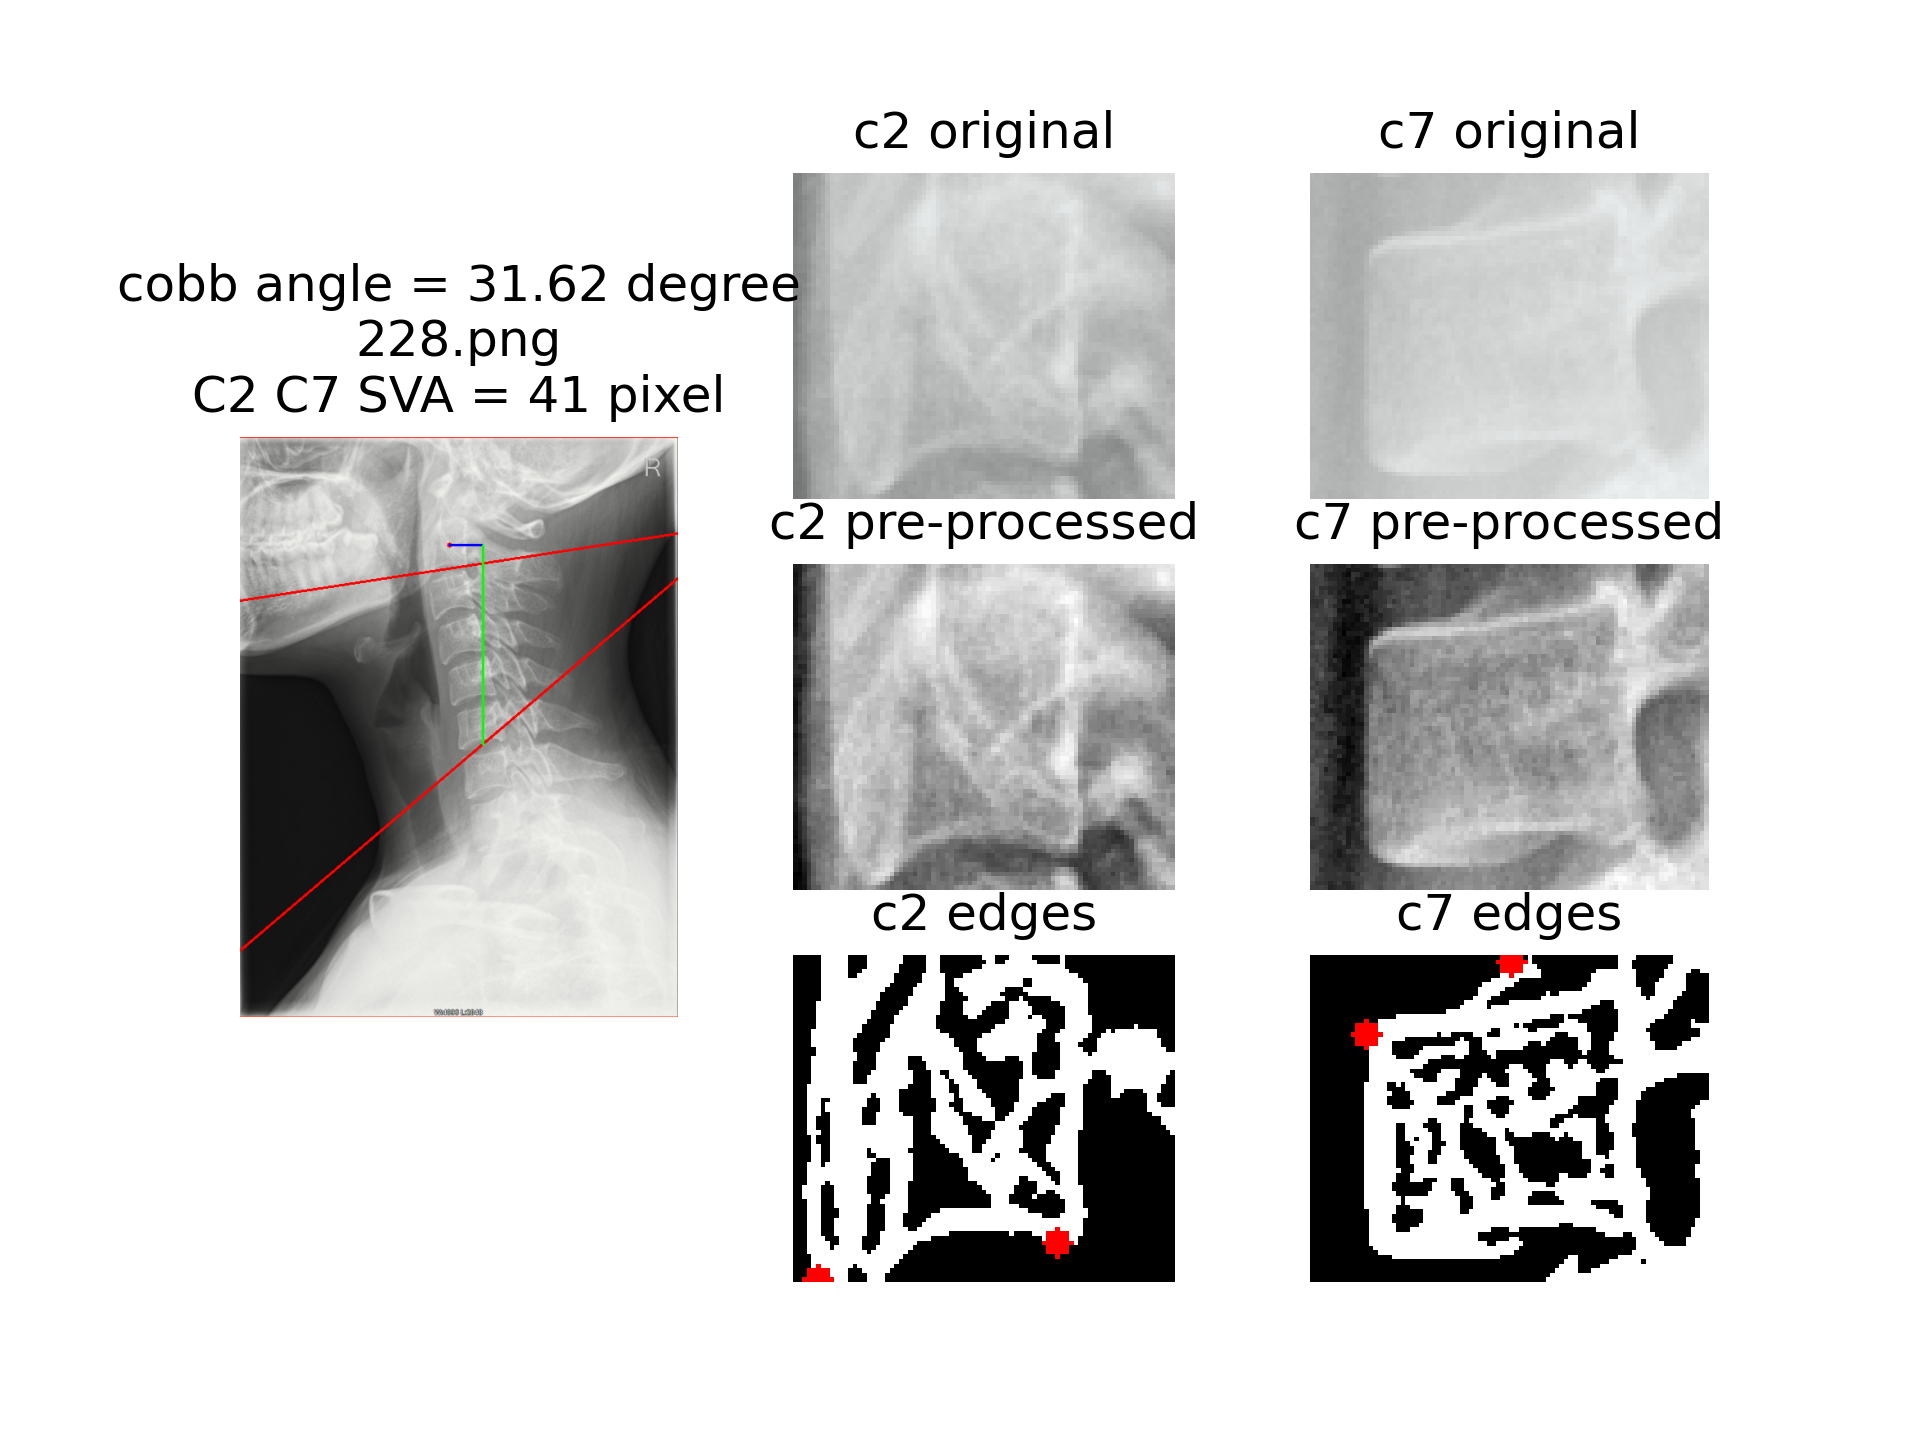 cobb angle = 31.62 degree
228.png
C2 C7 SVA = 41 pixel
R
c2 original
c7 original
c2 pre-processed
c7 pre-processed
c2 edges
c7 edges